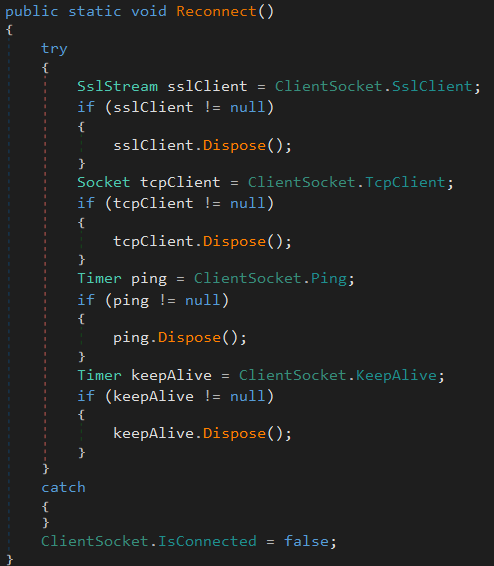 public static void Reconnect()
{
    try
    {
        SslStream sslClient = ClientSocket.SslClient;
        if (sslClient != null)
        {
            sslClient.Dispose();
        }
        Socket tcpClient = ClientSocket.TcpClient;
        if (tcpClient != null)
        {
            tcpClient.Dispose();
        }
        Timer ping = ClientSocket.Ping;
        if (ping != null)
        {
            ping.Dispose();
        }
        Timer keepAlive = ClientSocket.KeepAlive;
        if (keepAlive != null)
        {
            keepAlive.Dispose();
        }
    }
    catch
    {
    }
    ClientSocket.IsConnected = false;
}